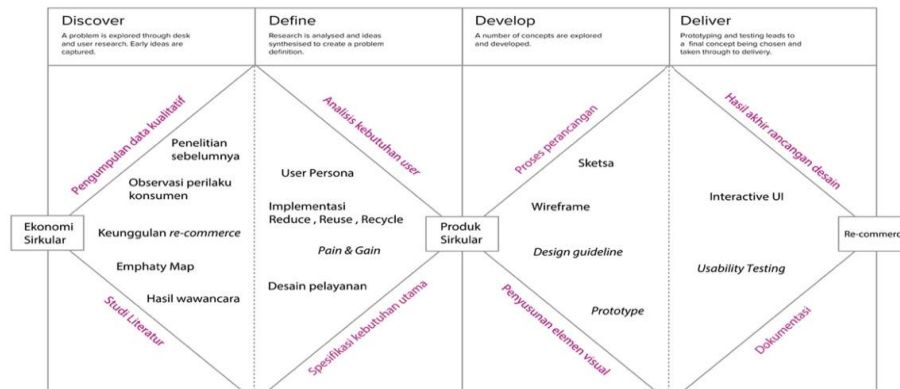 Discover
A problem is explored through desk
and user research. Early ideas are
captured.
Define
Research is analysed and ideas
synthesised to create a problem
definition.
Develop
A number of concepts are explored
and developed.
Deliver
Prototyping and testing leads to
a final concept being chosen and
taken through to delivery.
Pengumpulan data kualitatif
Penelitian
sebelumnya
Observasi perilaku
konsumen
Ekonomi
Sirkular
Keunggulan re-commerce
Emphaty Map
Hasil wawancara
Studi Literatur
Analisis kebutuhan user
User Persona
Implementasi
Reduce , Reuse , Recycle
Pain & Gain
Desain pelayanan
Spesifikasi kebutuhan utama
Produk
Sirkular
Proses perancangan
Sketsa
Wireframe
Design guideline
Prototype
Penyusunan elemen visual
Hasil akhir rancangan desain
Interactive UI
Usability Testing
Dokumentasi
Re-commerc